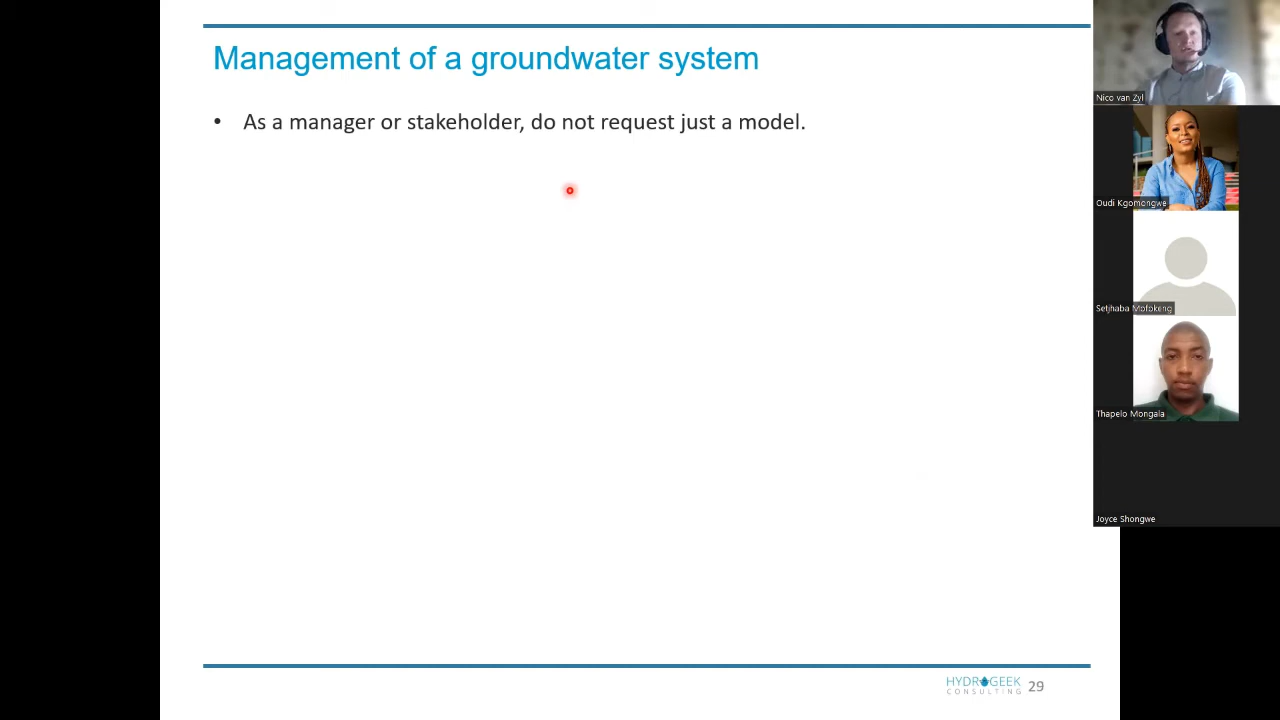 Management of a groundwater system
• As a manager or stakeholder, do not request just a model.
HYDROGEEK
CONSULTING
29
Nico van Zyl
Oudi Kgomongwe
Setjhaba Mofokeng
Thapelo Mongala
Joyce Shongwe